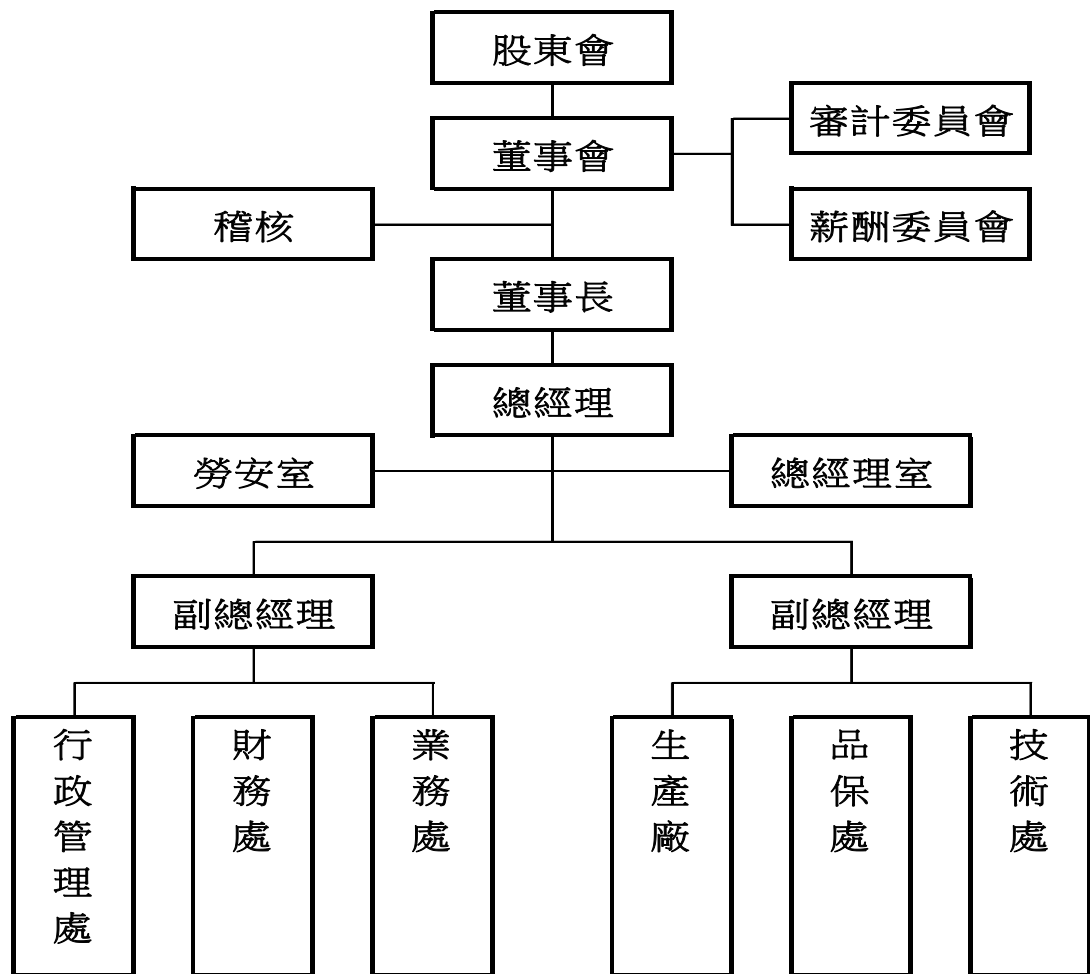 股東會
審計委員會
董事會
稽核
薪酬委員會
董事長
總經理
勞安室
總經理室
副總經理
副總經理
行政管理處
財務處
業務處
生產廠
品保處
技術處